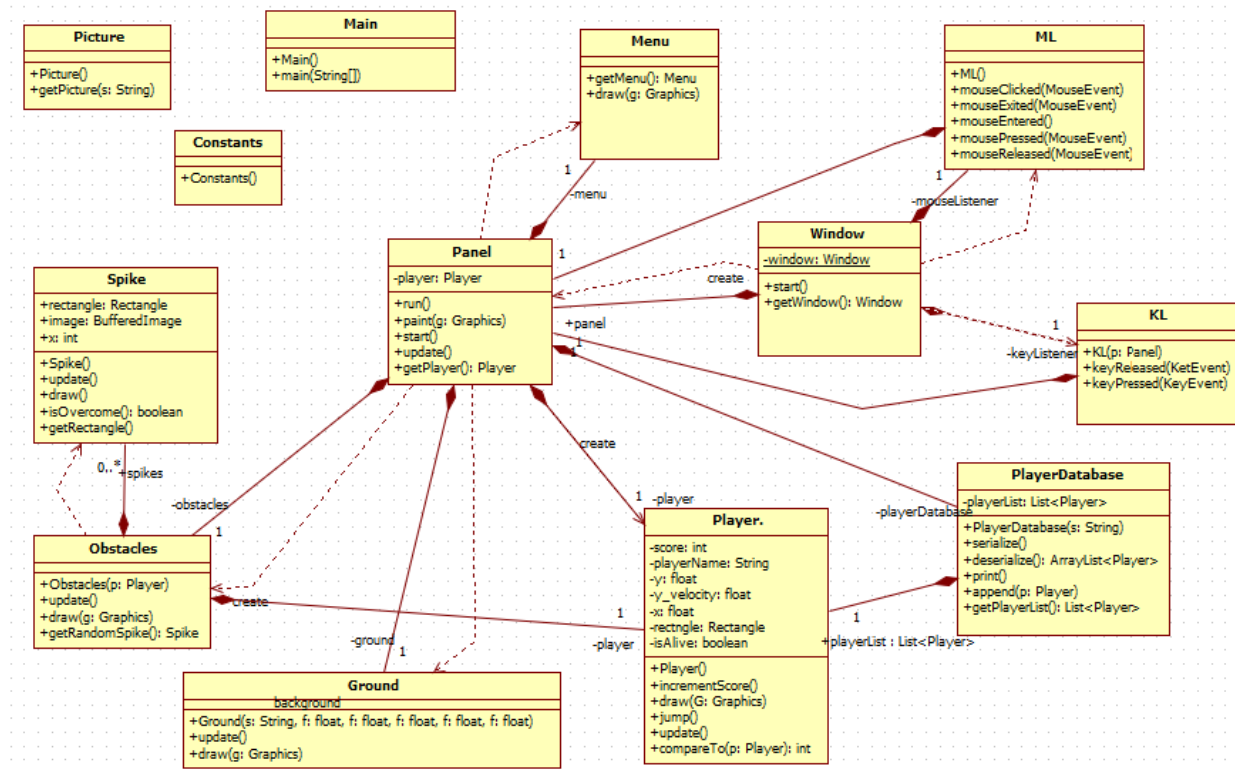 Picture
+Picture()
+getPicture(s: String)
Main
+Main()
+main(String[])
Menu
+getMenu(): Menu
+draw(g: Graphics)
ML
+ML()
+mouseClicked(MouseEvent)
+mouseExited(MouseEvent)
+mouseEntered()
+mousePressed(MouseEvent)
+mouseReleased(MouseEvent)
Constants
+Constants()
1
-menu
1
-mouseListener
Panel
-player: Player
+run()
+paint(g: Graphics)
+start()
+update()
+getPlayer(): Player
1
create
+panel
1
1
Window
-window: Window
+start()
+getWindow(): Window
1
-keyListener
KL
+KL(p: Panel)
+keyReleased(KetEvent)
+keyPressed(KeyEvent)
Spike
+rectangle: Rectangle
+image: BufferedImage
+x: int
+Spike()
+update()
+draw()
+isOvercome(): boolean
+getRectangle()
0..*
+spikes
-obstacles
1
create
1
-player
-playerDatabase
PlayerDatabase
-playerList: List<Player>
+PlayerDatabase(s: String)
+serialize()
+deserialize(): ArrayList<Player>
+print()
+append(p: Player)
+getPlayerList(): List<Player>
Obstacles
+Obstacles(p: Player)
+update()
+draw(g: Graphics)
+getRandomSpike(): Spike
create
1
-player
-ground
1
Player.
-score: int
-playerName: String
-y: float
-y_velocity: float
-x: float
-rectngle: Rectangle
-isAlive: boolean
+Player()
+incrementScore()
+draw(G: Graphics)
+jump()
+update()
+compareTo(p: Player): int
1
+playerList : List<Player>
Ground
background
+Ground(s: String, f: float, f: float, f: float, f: float, f: float)
+update()
+draw(g: Graphics)